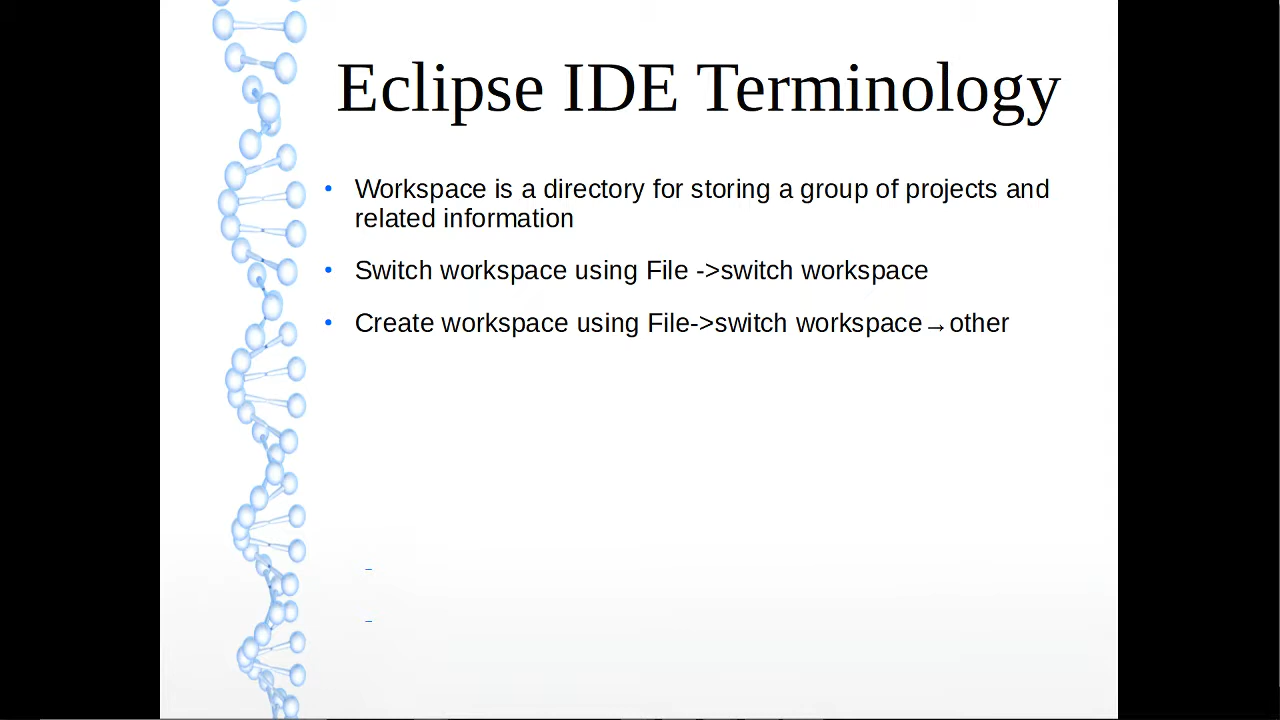 Eclipse IDE Terminology
• Workspace is a directory for storing a group of projects and
related information
• Switch workspace using File ->switch workspace
• Create workspace using File->switch workspace→other
–
–